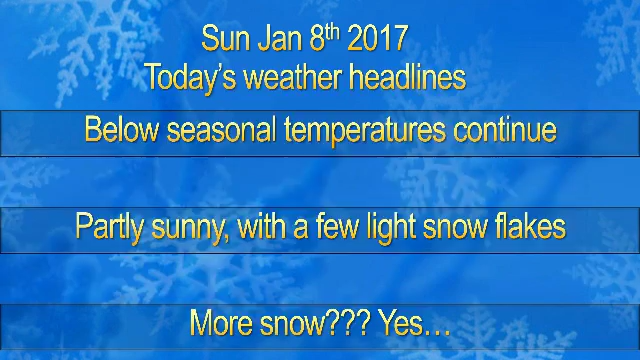 Sun Jan 8th 2017
Today's weather headlines
Below seasonal temperatures continue
Partly sunny, with a few light snow flakes
More snow??? Yes…